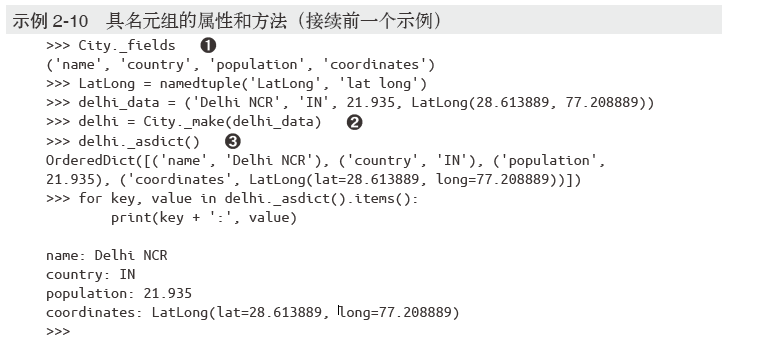 示例 2-10　具名元组的属性和方法（接续前一个示例）
>>> City._fields ❶
('name', 'country', 'population', 'coordinates')
>>> LatLong = namedtuple('LatLong', 'lat long')
>>> delhi_data = ('Delhi NCR', 'IN', 21.935, LatLong(28.613889, 77.208889))
>>> delhi = City._make(delhi_data) ❷
>>> delhi._asdict() ❸
OrderedDict([('name', 'Delhi NCR'), ('country', 'IN'), ('population',
21.935), ('coordinates', LatLong(lat=28.613889, long=77.208889))])
>>> for key, value in delhi._asdict().items():
        print(key + ':', value)

name: Delhi NCR
country: IN
population: 21.935
coordinates: LatLong(lat=28.613889, long=77.208889)
>>>